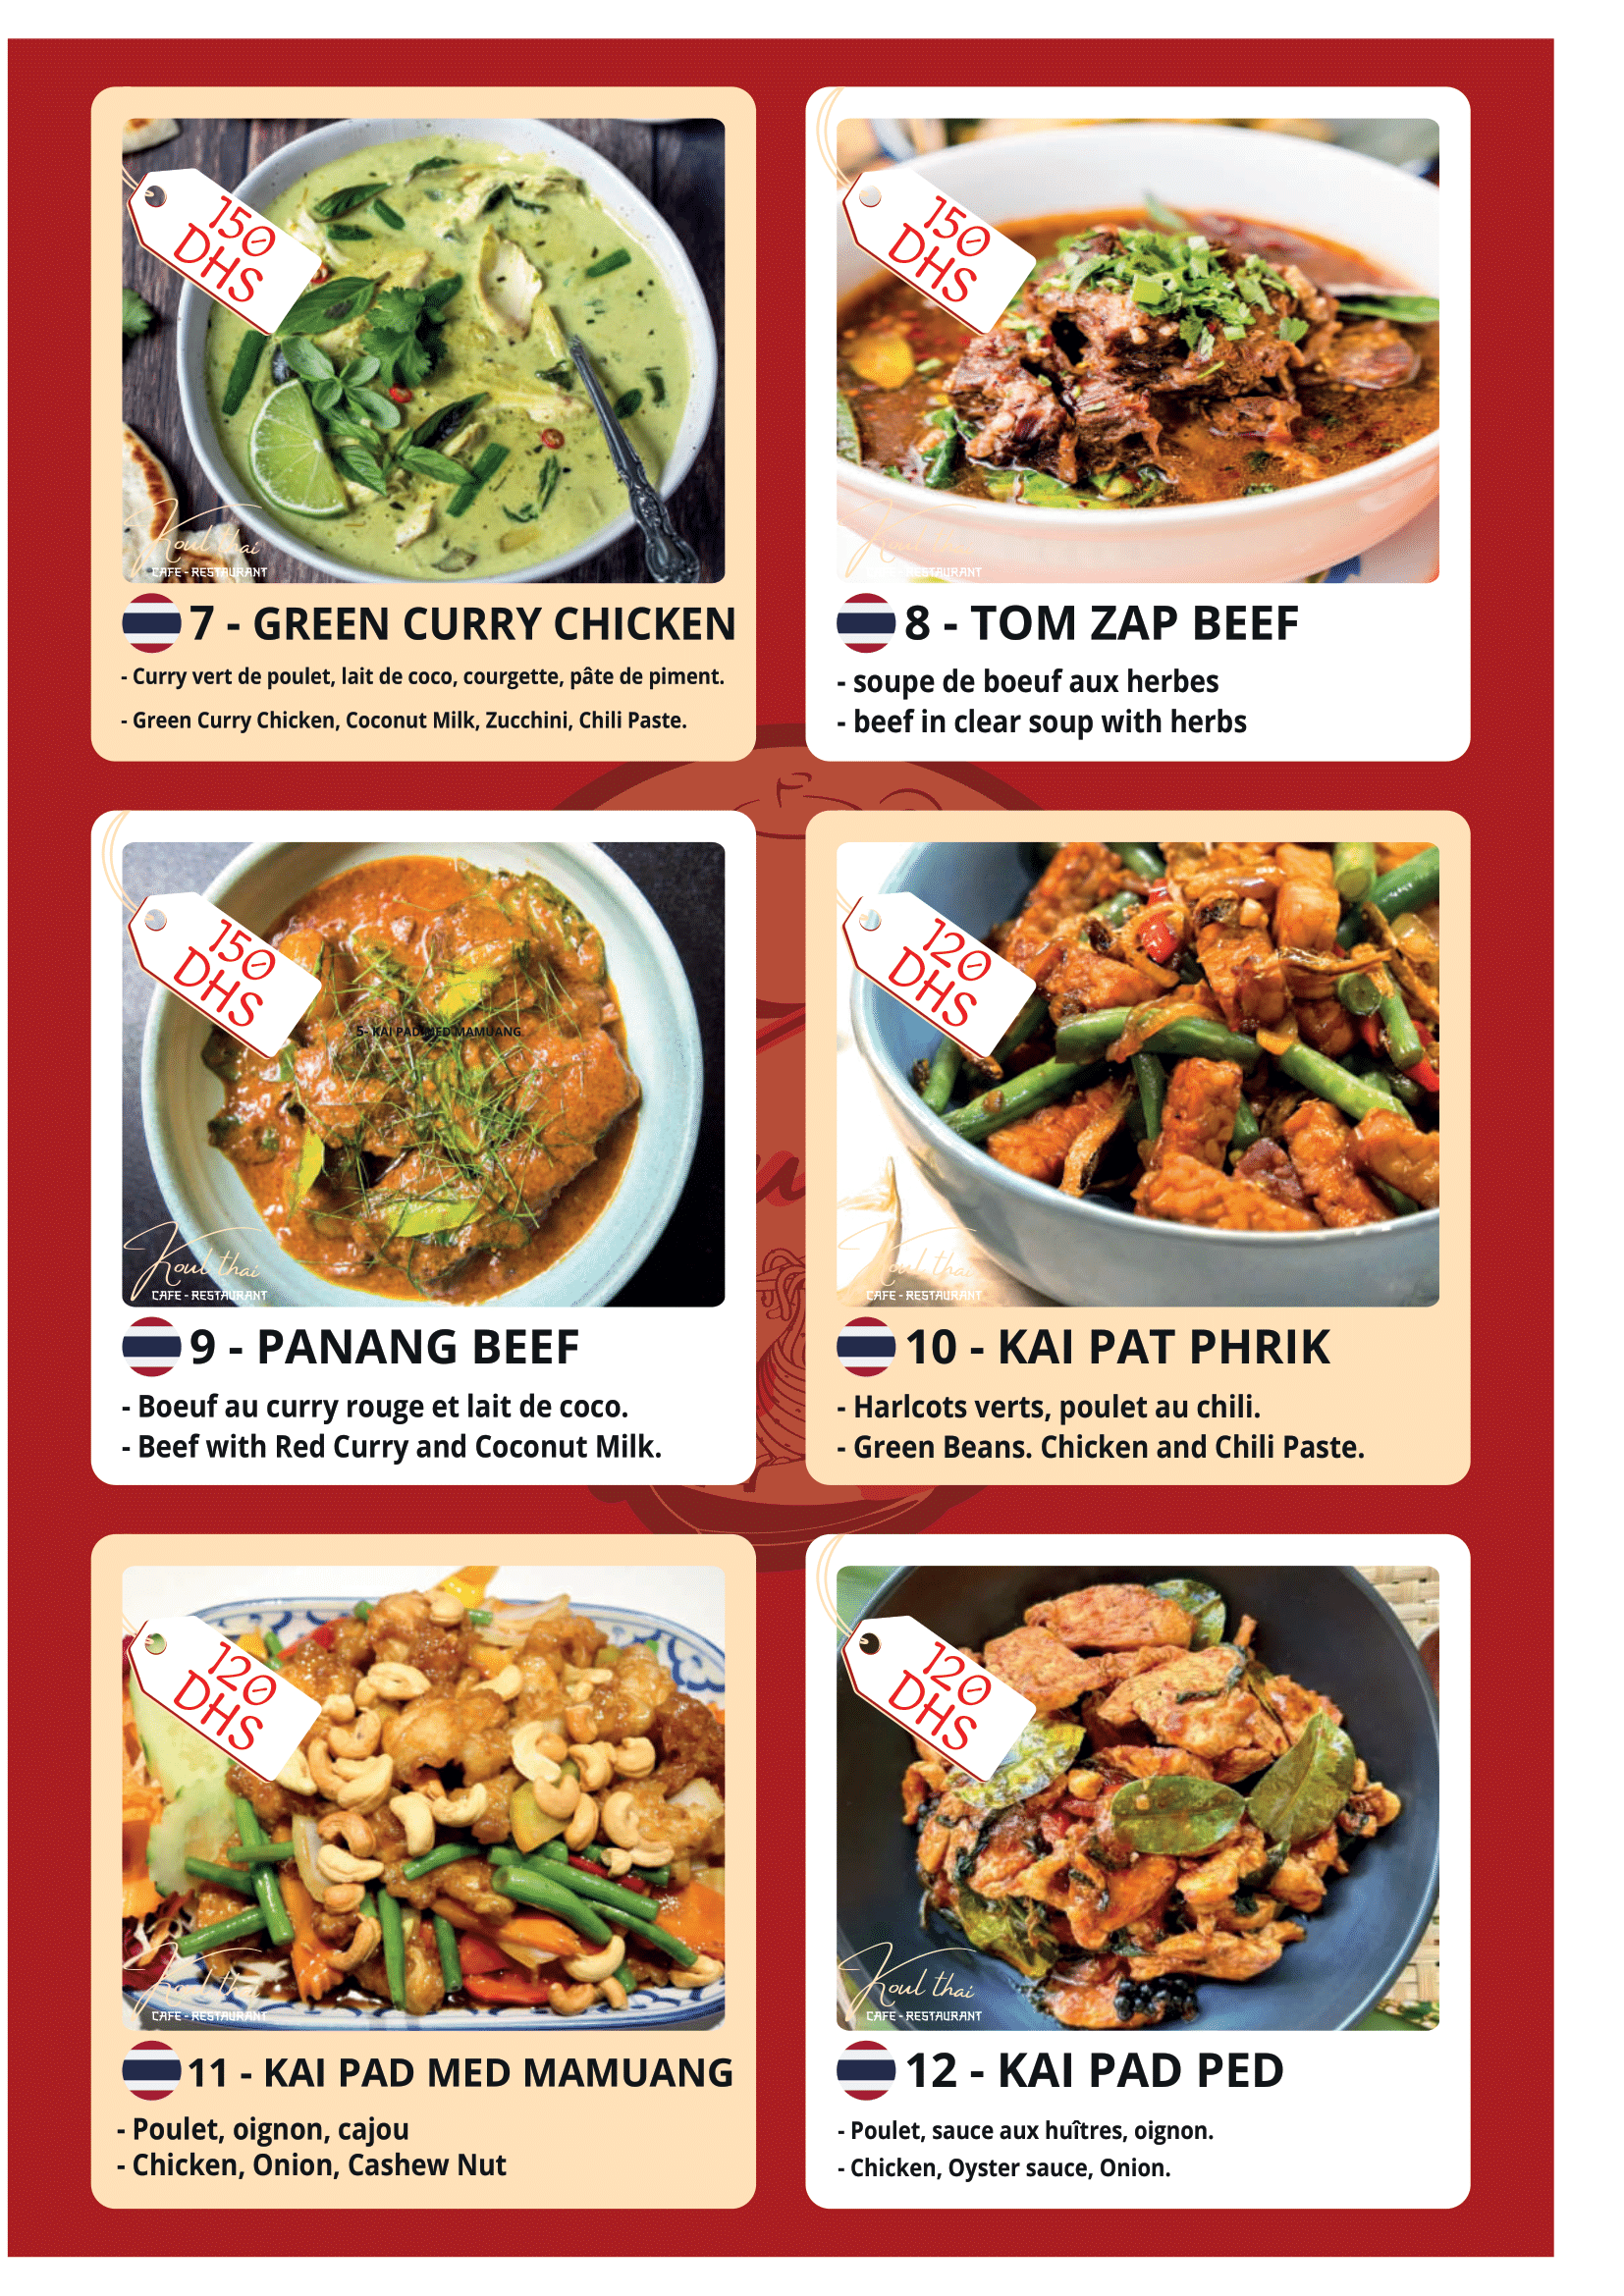 150
DHS
Koul thai
CAFE - RESTAURANT
7 - GREEN CURRY CHICKEN
- Curry vert de poulet, lait de coco, courgette, pâte de piment.
- Green Curry Chicken, Coconut Milk, Zucchini, Chili Paste.
150
DHS
Koul thai
CAFE - RESTAURANT
8 - TOM ZAP BEEF
- soupe de boeuf aux herbes
- beef in clear soup with herbs
150
DHS
5- KAI PAD MED MAMUANG
Koul thai
CAFE - RESTAURANT
9 - PANANG BEEF
- Boeuf au curry rouge et lait de coco.
- Beef with Red Curry and Coconut Milk.
120
DHS
Koul thai
CAFE - RESTAURANT
10 - KAI PAT PHRIK
- Harlcots verts, poulet au chili.
- Green Beans. Chicken and Chili Paste.
120
DHS
Koul thai
CAFE - RESTAURANT
11 - KAI PAD MED MAMUANG
- Poulet, oignon, cajou
- Chicken, Onion, Cashew Nut
120
DHS
Koul thai
CAFE - RESTAURANT
12 - KAI PAD PED
- Poulet, sauce aux huîtres, oignon.
- Chicken, Oyster sauce, Onion.